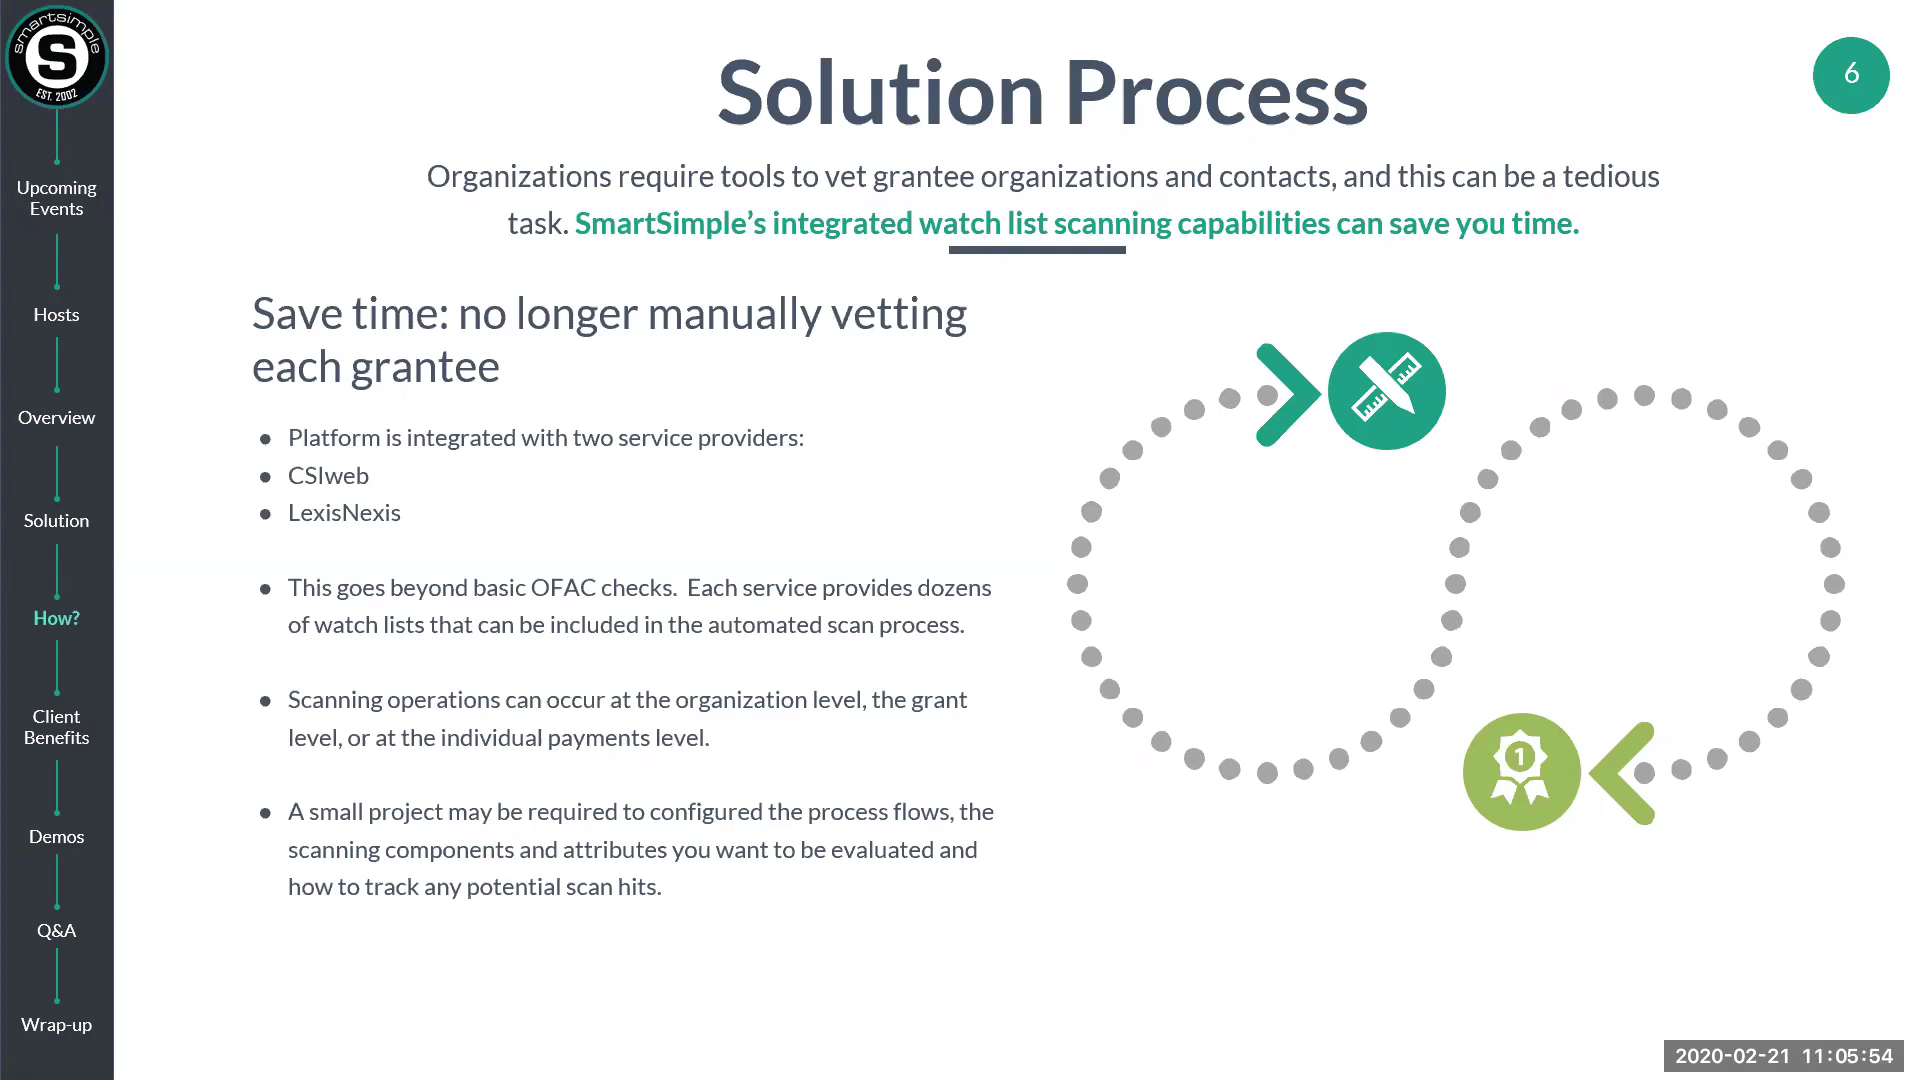 smartsimple
S
EST. 2002
Upcoming
Events
Hosts
Overview
Solution
How?
Client
Benefits
Demos
Q&A
Wrap-up
Solution Process
6
Organizations require tools to vet grantee organizations and contacts, and this can be a tedious
task. SmartSimple’s integrated watch list scanning capabilities can save you time.
Save time: no longer manually vetting
each grantee
● Platform is integrated with two service providers:
● CSIweb
● LexisNexis
● This goes beyond basic OFAC checks.  Each service provides dozens
of watch lists that can be included in the automated scan process.
● Scanning operations can occur at the organization level, the grant
level, or at the individual payments level.
● A small project may be required to configured the process flows, the
scanning components and attributes you want to be evaluated and
how to track any potential scan hits.
1
2020-02-21 11:05:54